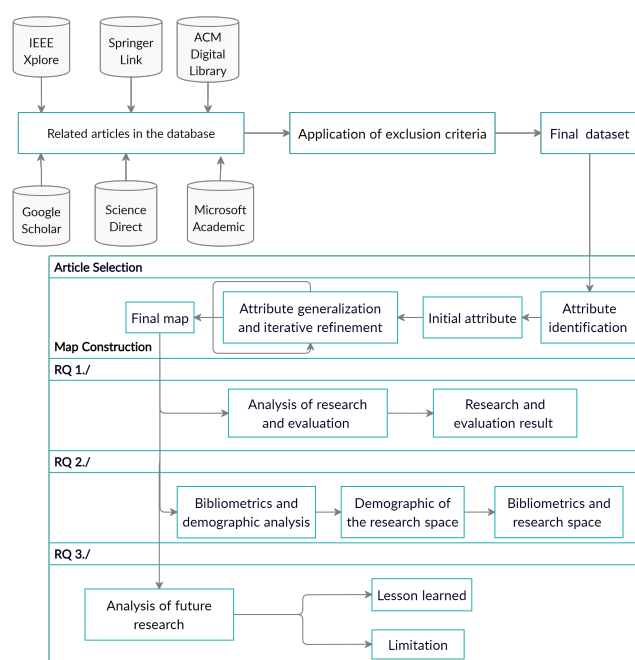 IEEE
Xplore
Springer
Link
ACM
Digital
Library
Related articles in the database
Application of exclusion criteria
Final dataset
Google
Scholar
Science
Direct
Microsoft
Academic
Article Selection
Final map
Attribute generalization
and iterative refinement
Initial attribute
Attribute
identification
Map Construction
RQ 1./
Analysis of research
and evaluation
Research and
evaluation result
RQ 2./
Bibliometrics and
demographic analysis
Demographic of
the research space
Bibliometrics and
research space
RQ 3./
Analysis of future
research
Lesson learned
Limitation